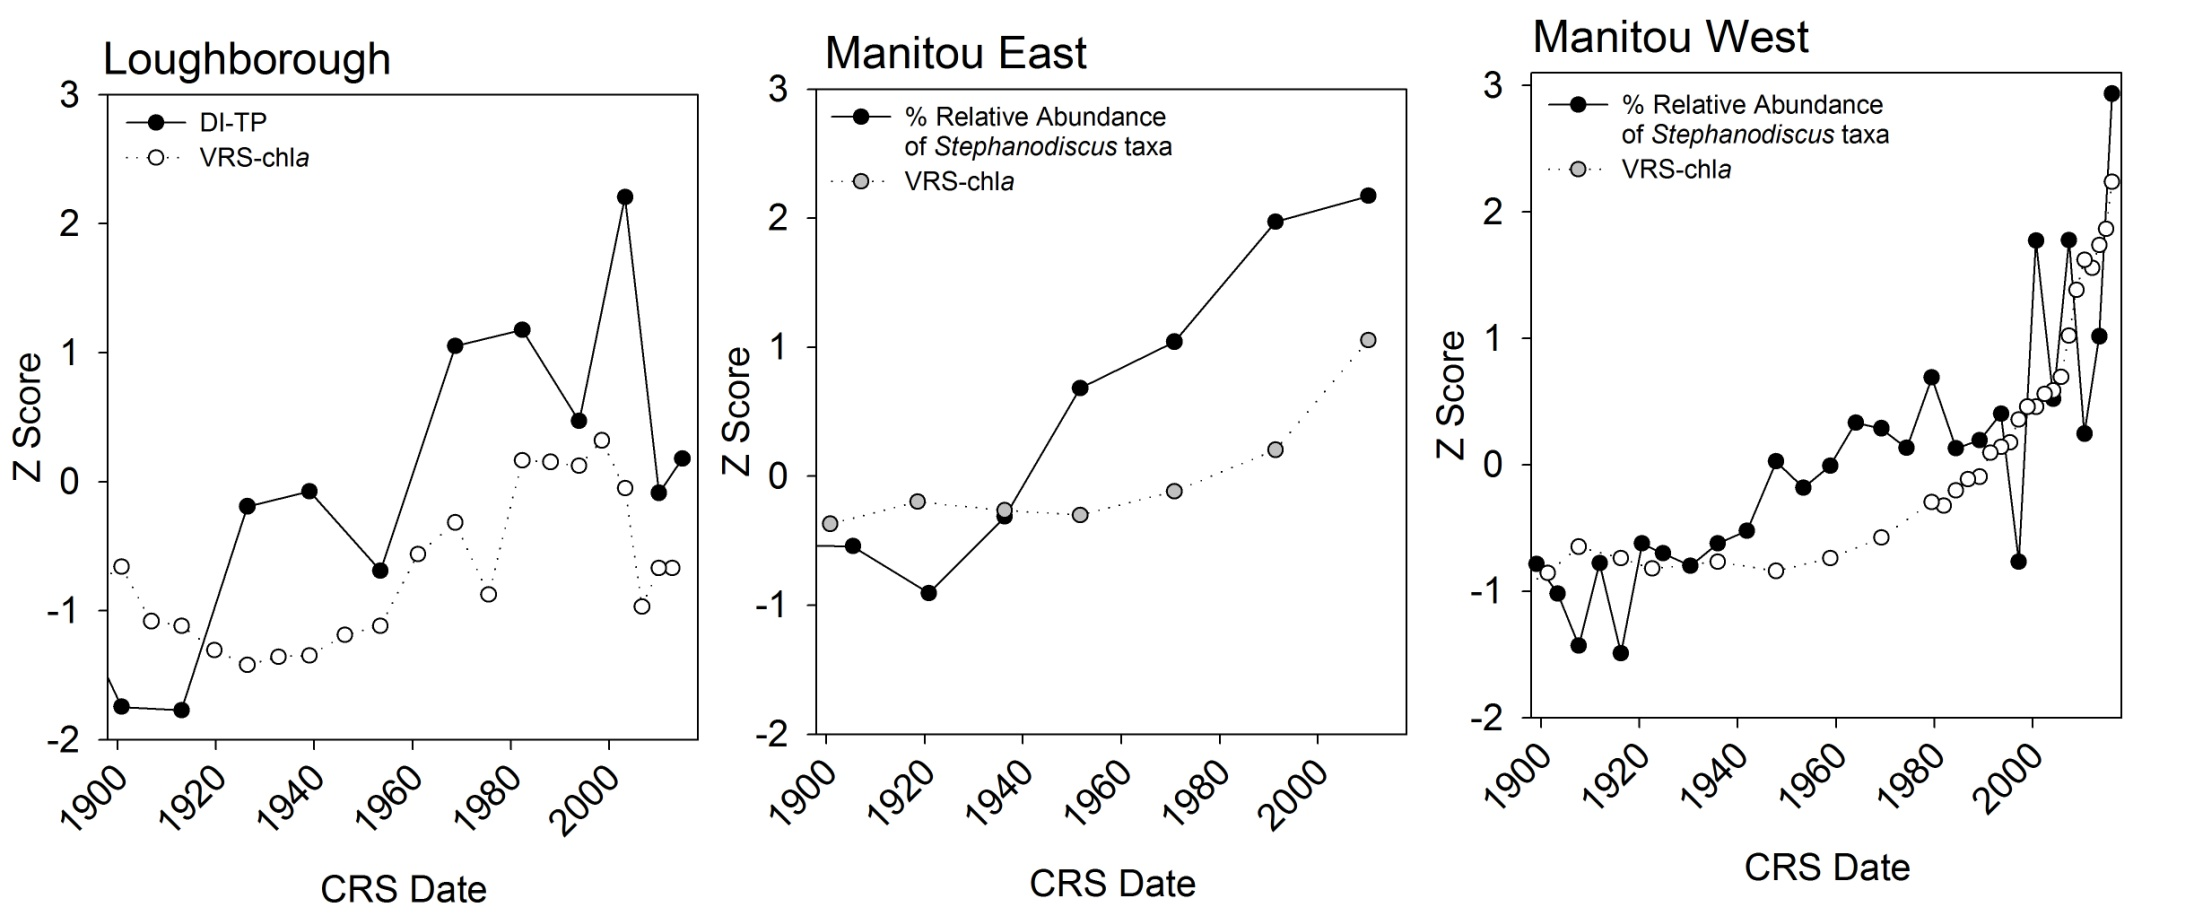 Loughborough
3
2
1
0
-1
-2
Z Score
DI-TP
VRS-chla
1900
1920
1940
1960
1980
2000
CRS Date
Manitou East
3
2
1
0
-1
-2
Z Score
% Relative Abundance
of Stephanodiscus taxa
VRS-chla
1900
1920
1940
1960
1980
2000
CRS Date
Manitou West
3
2
1
0
-1
-2
Z Score
% Relative Abundance
of Stephanodiscus taxa
VRS-chla
1900
1920
1940
1960
1980
2000
CRS Date